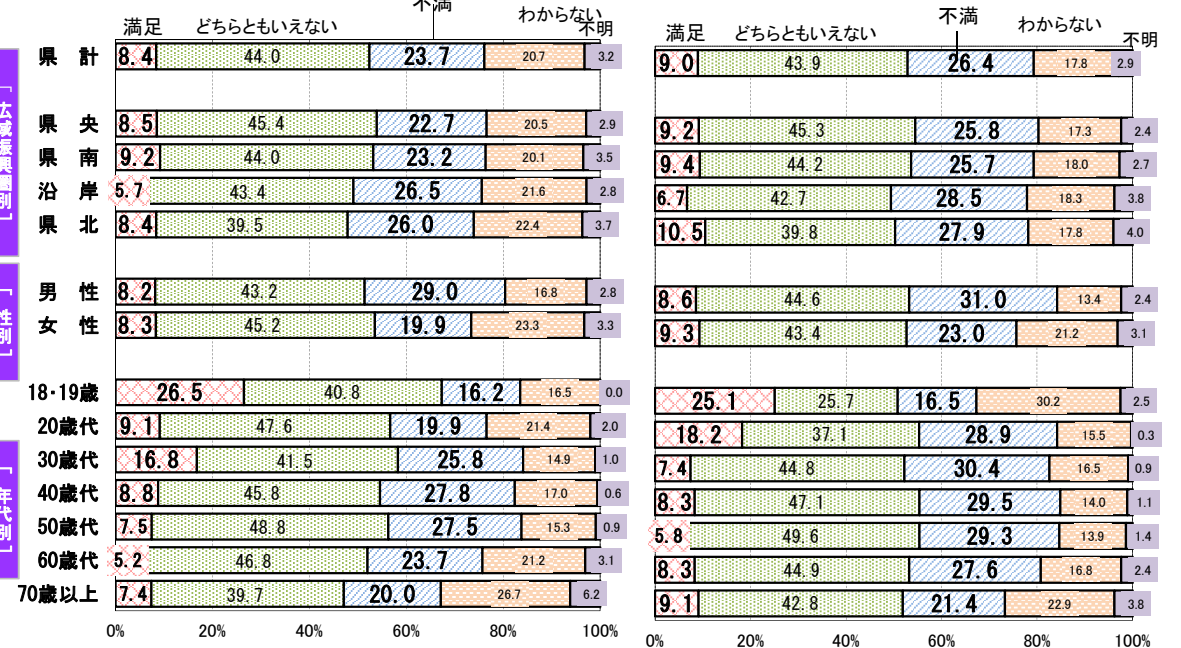 不満
満足 どちらともいえない わからない 不明
県計 8.4 44.0 23.7 20.7 3.2
県央 8.5 45.4 22.7 20.5 2.9
県南 9.2 44.0 23.2 20.1 3.5
沿岸 5.7 43.4 26.5 21.6 2.8
県北 8.4 39.5 26.0 22.4 3.7
男性 8.2 43.2 29.0 16.8 2.8
女性 8.3 45.2 19.9 23.3 3.3
18・19歳 26.5 40.8 16.2 16.5 0.0
20歳代 9.1 47.6 19.9 21.4 2.0
30歳代 16.8 41.5 25.8 14.9 1.0
40歳代 8.8 45.8 27.8 17.0 0.6
50歳代 7.5 48.8 27.5 15.3 0.9
60歳代 5.2 46.8 23.7 21.2 3.1
70歳以上 7.4 39.7 20.0 26.7 6.2
0% 20% 40% 60% 80% 100%
不満
満足 どちらともいえない わからない 不明
9.0 43.9 26.4 17.8 2.9
9.2 45.3 25.8 17.3 2.4
9.4 44.2 25.7 18.0 2.7
6.7 42.7 28.5 18.3 3.8
10.5 39.8 27.9 17.8 4.0
8.6 44.6 31.0 13.4 2.4
9.3 43.4 23.0 21.2 3.1
25.1 25.7 16.5 30.2 2.5
18.2 37.1 28.9 15.5 0.3
7.4 44.8 30.4 16.5 0.9
8.3 47.1 29.5 14.0 1.1
5.8 49.6 29.3 13.9 1.4
8.3 44.9 27.6 16.8 2.4
9.1 42.8 21.4 22.9 3.8
0% 20% 40% 60% 80% 100%
［広域振興圏別］
［性別］
［年代別］